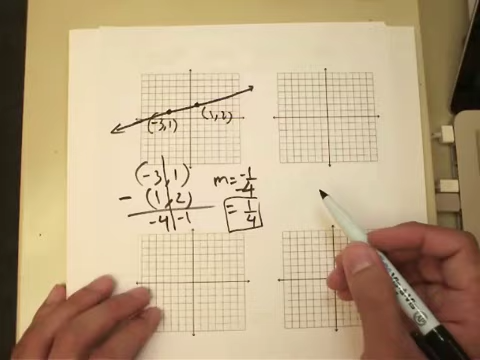 (-3,1) (1,2)
(-3, 1)
- (1, 2)
-4 -1
m = -1/-4
= 1/4